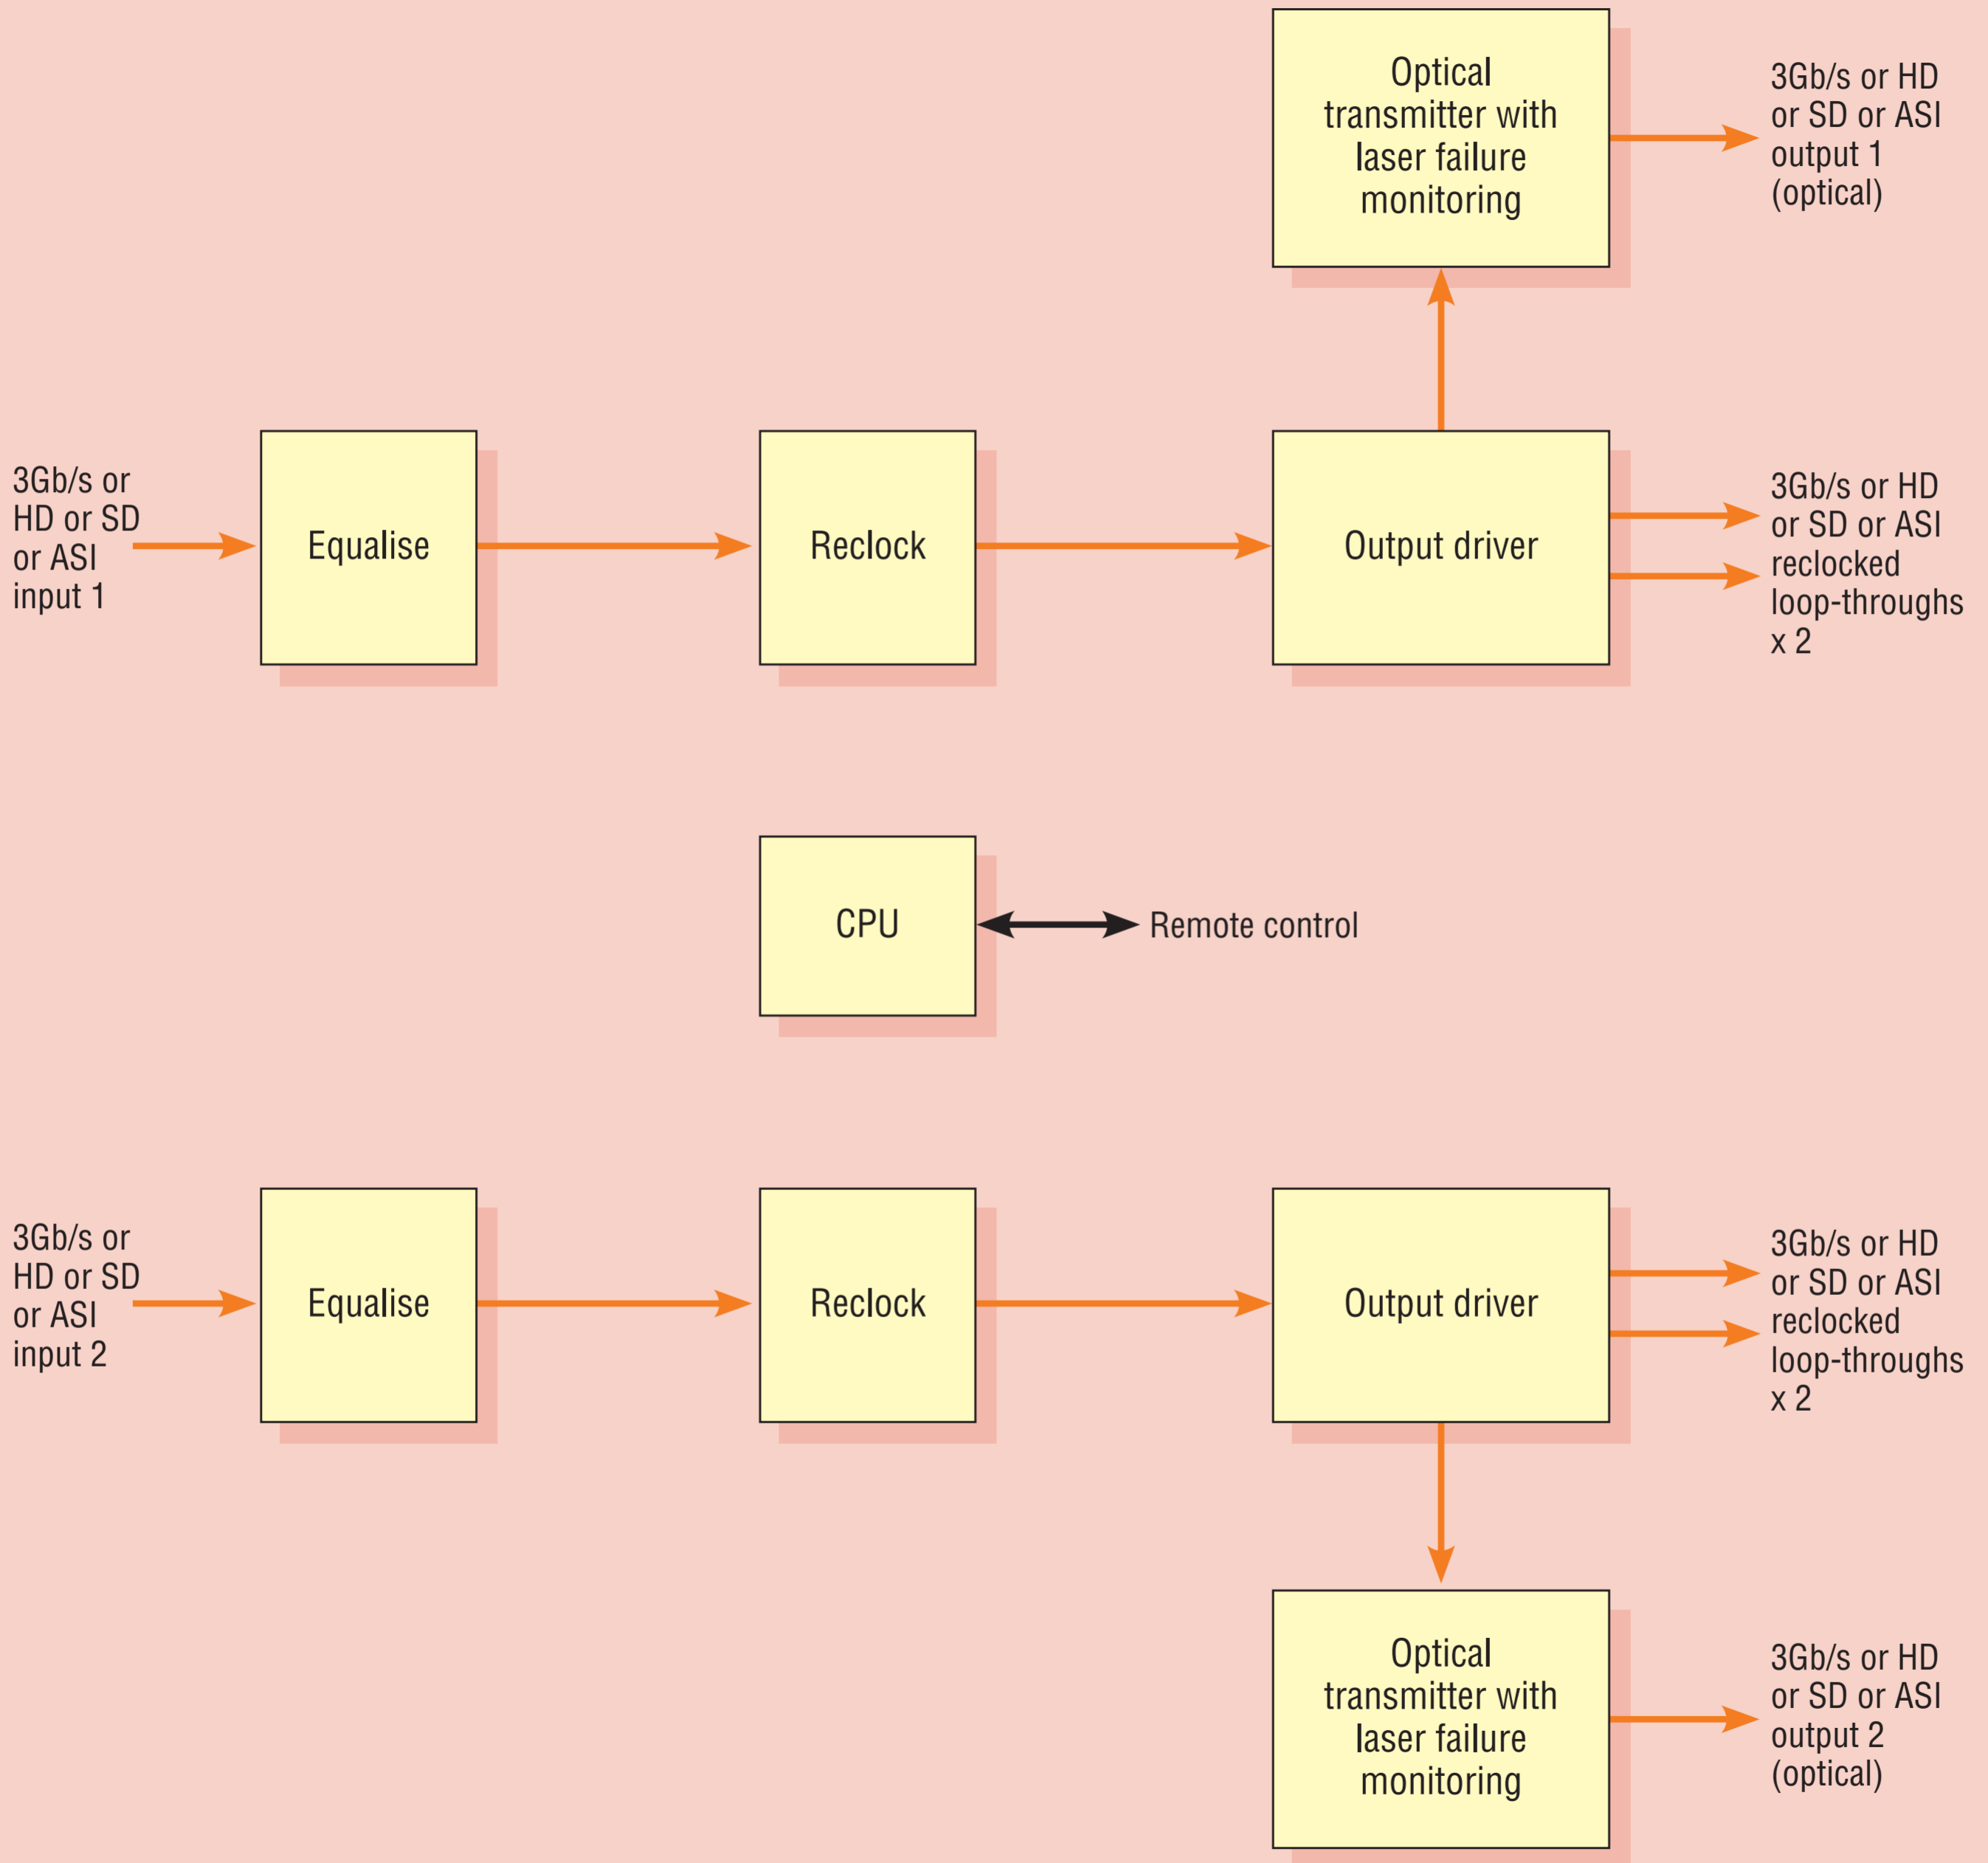 Optical
transmitter with
laser failure
monitoring
3Gb/s or HD
or SD or ASI
output 1
(optical)
3Gb/s or
HD or SD
or ASI
input 1
Equalise
Reclock
Output driver
3Gb/s or HD
or SD or ASI
reclocked
loop-throughs
x 2
CPU
Remote control
3Gb/s or
HD or SD
or ASI
input 2
Equalise
Reclock
Output driver
3Gb/s or HD
or SD or ASI
reclocked
loop-throughs
x 2
Optical
transmitter with
laser failure
monitoring
3Gb/s or HD
or SD or ASI
output 2
(optical)